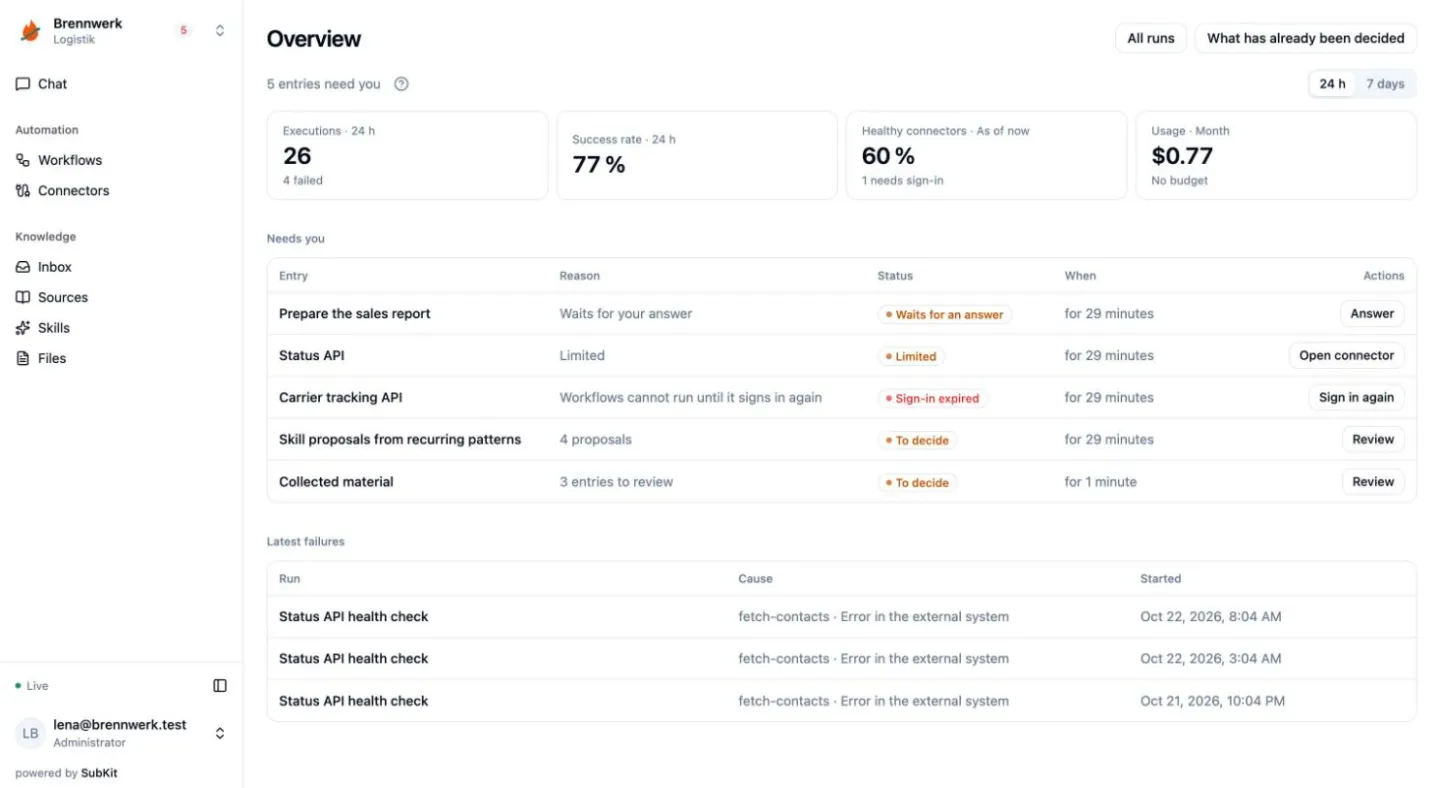 Brennwerk
Logistik
5
Chat
Automation
Workflows
Connectors
Knowledge
Inbox
Sources
Skills
Files
Live
LB
lena@brennwerk.test
Administrator
powered by SubKit
Overview
All runs
What has already been decided
5 entries need you
?
24 h
7 days
Executions · 24 h
26
4 failed
Success rate · 24 h
77 %
Healthy connectors · As of now
60 %
1 needs sign-in
Usage · Month
$0.77
No budget
Needs you
Entry Reason Status When Actions
Prepare the sales report Waits for your answer Waits for an answer for 29 minutes Answer
Status API Limited Limited for 29 minutes Open connector
Carrier tracking API Workflows cannot run until it signs in again Sign-in expired for 29 minutes Sign in again
Skill proposals from recurring patterns 4 proposals To decide for 29 minutes Review
Collected material 3 entries to review To decide for 1 minute Review
Latest failures
Run Cause Started
Status API health check fetch-contacts · Error in the external system Oct 22, 2026, 8:04 AM
Status API health check fetch-contacts · Error in the external system Oct 22, 2026, 3:04 AM
Status API health check fetch-contacts · Error in the external system Oct 21, 2026, 10:04 PM